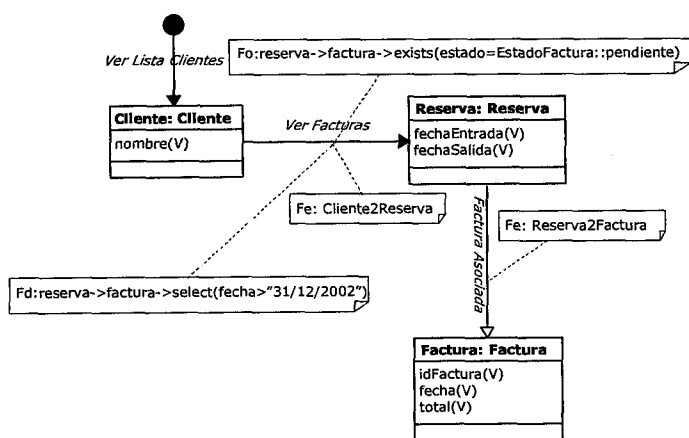 Fo:reserva->factura->exists(estado=EstadoFactura::pendiente)
Ver Lista Clientes
Cliente: Cliente
nombre(V)
Ver Facturas
Reserva: Reserva
fechaEntrada(V)
fechaSalida(V)
Fe: Cliente2Reserva
Factura Asociada
Fe: Reserva2Factura
Fd:reserva->factura->select(fecha>"31/12/2002")
Factura: Factura
idFactura(V)
fecha(V)
total(V)